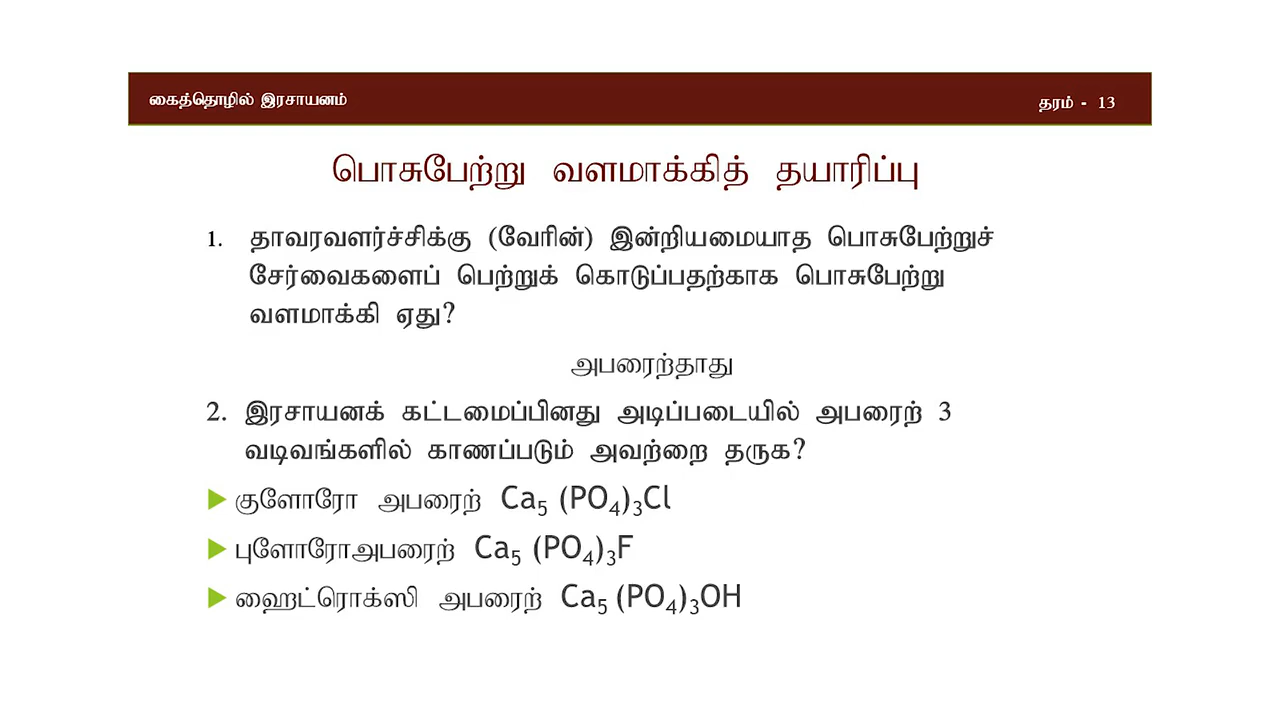 கைத்தொழில் இரசாயனம்
தரம் - 13
பொசுபேற்று வளமாக்கித் தயாரிப்பு
1. தாவரவளர்ச்சிக்கு (வேரின்) இன்றியமையாத பொசுபேற்றுச்
சேர்வைகளைப் பெற்றுக் கொடுப்பதற்காக பொசுபேற்று
வளமாக்கி ஏது?
அபரைற்தாது
2. இரசாயனக் கட்டமைப்பினது அடிப்படையில் அபரைற் 3
வடிவங்களில் காணப்படும் அவற்றை தருக?
▶ குளோரோ அபரைற் Ca₅ (PO₄)₃Cl
▶ புளோரோஅபரைற் Ca₅ (PO₄)₃F
▶ ஹைட்ரொக்ஸி அபரைற் Ca₅ (PO₄)₃OH